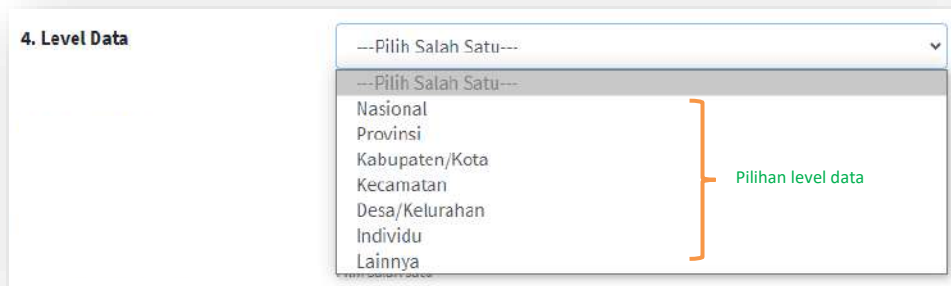 4. Level Data
---Pilih Salah Satu---
---Pilih Salah Satu---
Nasional
Provinsi
Kabupaten/Kota
Kecamatan
Desa/Kelurahan
Individu
Lainnya
Pilihan level data